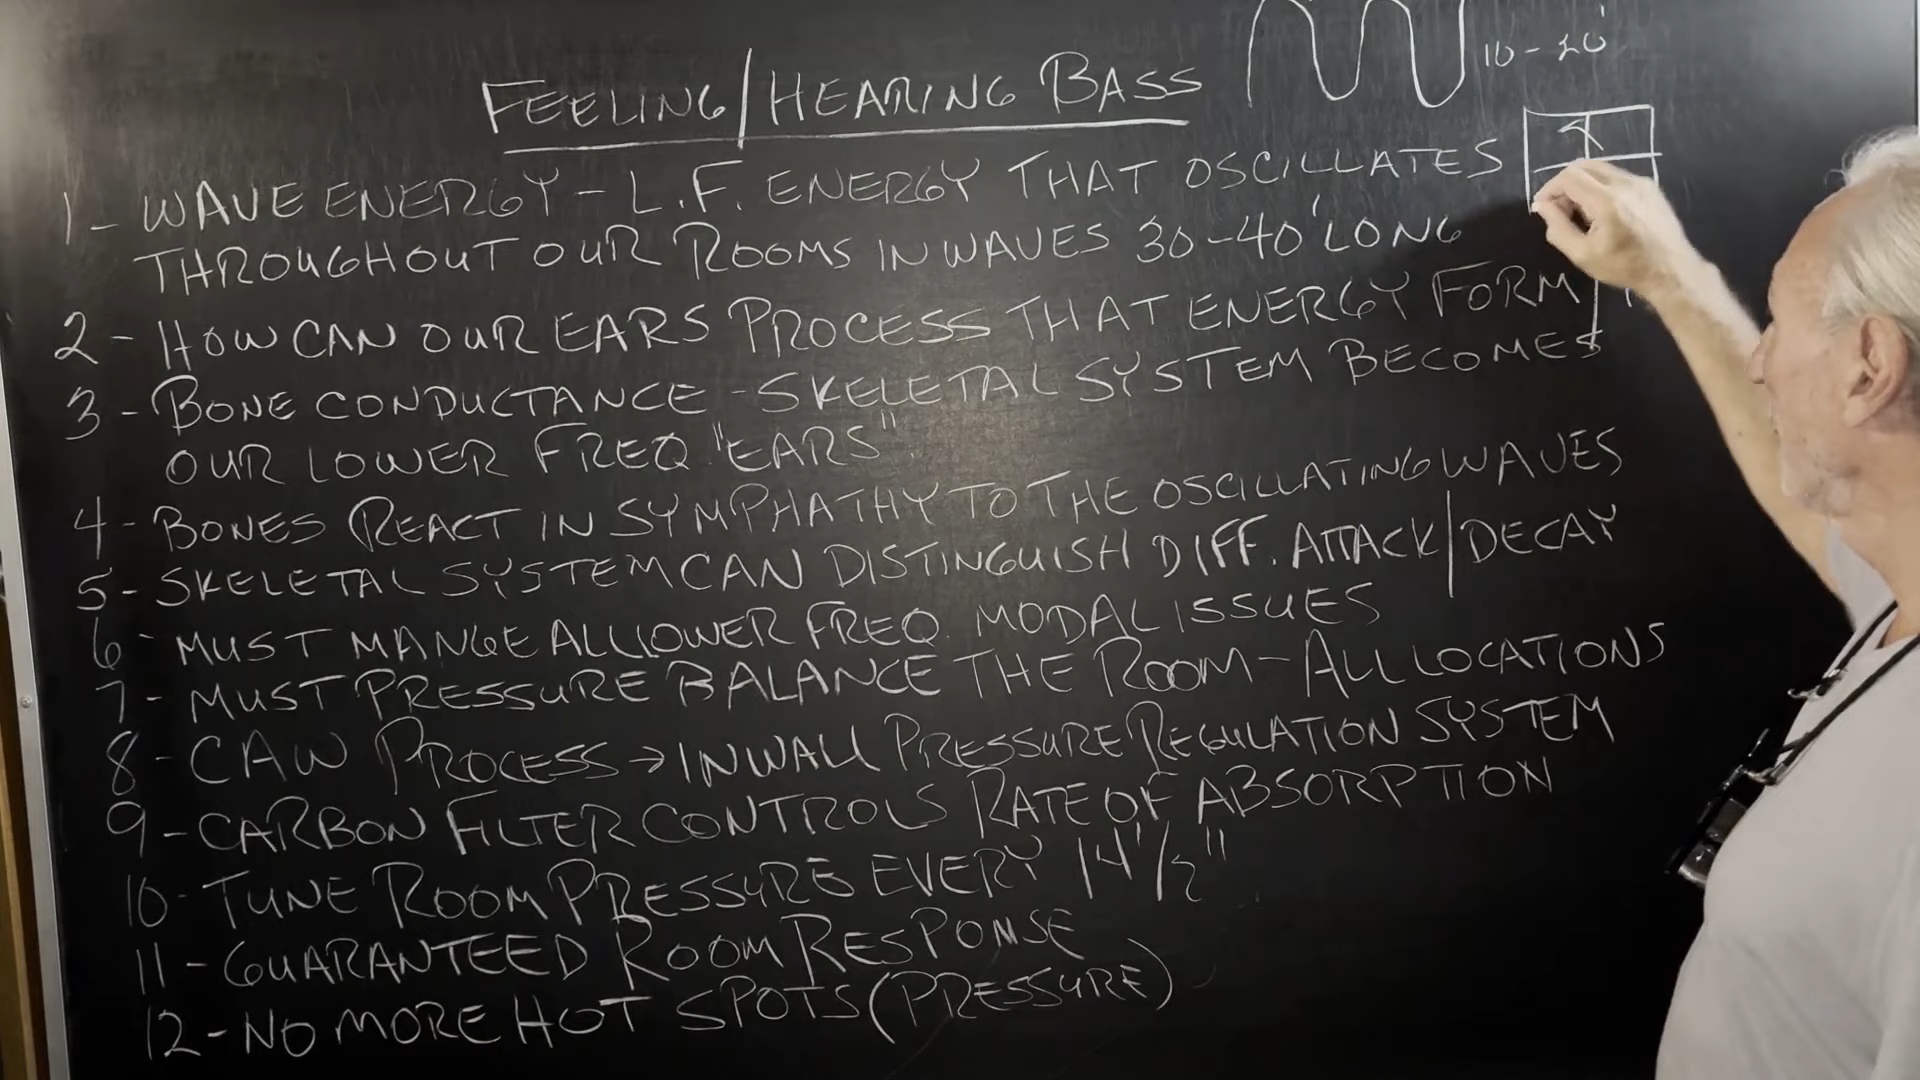 FEELING/HEARING BASS
10-20'
1- WAVE ENERGY - L.F. ENERGY THAT OSCILLATES
THROUGHOUT OUR ROOMS IN WAVES 30-40' LONG
2- HOW CAN OUR EARS PROCESS THAT ENERGY FORM
3- BONE CONDUCTANCE - SKELETAL SYSTEM BECOMES
OUR LOWER FREQ "EARS"
4- BONES REACT IN SYMPHATHY TO THE OSCILLATING WAVES
5- SKELETAL SYSTEM CAN DISTINGUISH DIFF. ATTACK/DECAY
6- MUST MANGE ALL LOWER FREQ. MODAL ISSUES
7- MUST PRESSURE BALANCE THE ROOM - ALL LOCATIONS
8- CAW PROCESS → IN WALL PRESSURE REGULATION SYSTEM
9- CARBON FILTER CONTROLS RATE OF ABSORPTION
10- TUNE ROOM PRESSURE EVERY 14 1/2"
11- GUARANTEED ROOM RESPONSE
12- NO MORE HOT SPOTS (PRESSURE)